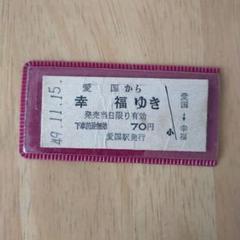 49.11.15.
愛国から
幸福ゆき
発売当日限り有効
下車前途無効 70円
愛国駅発行
小
愛国
→
幸福